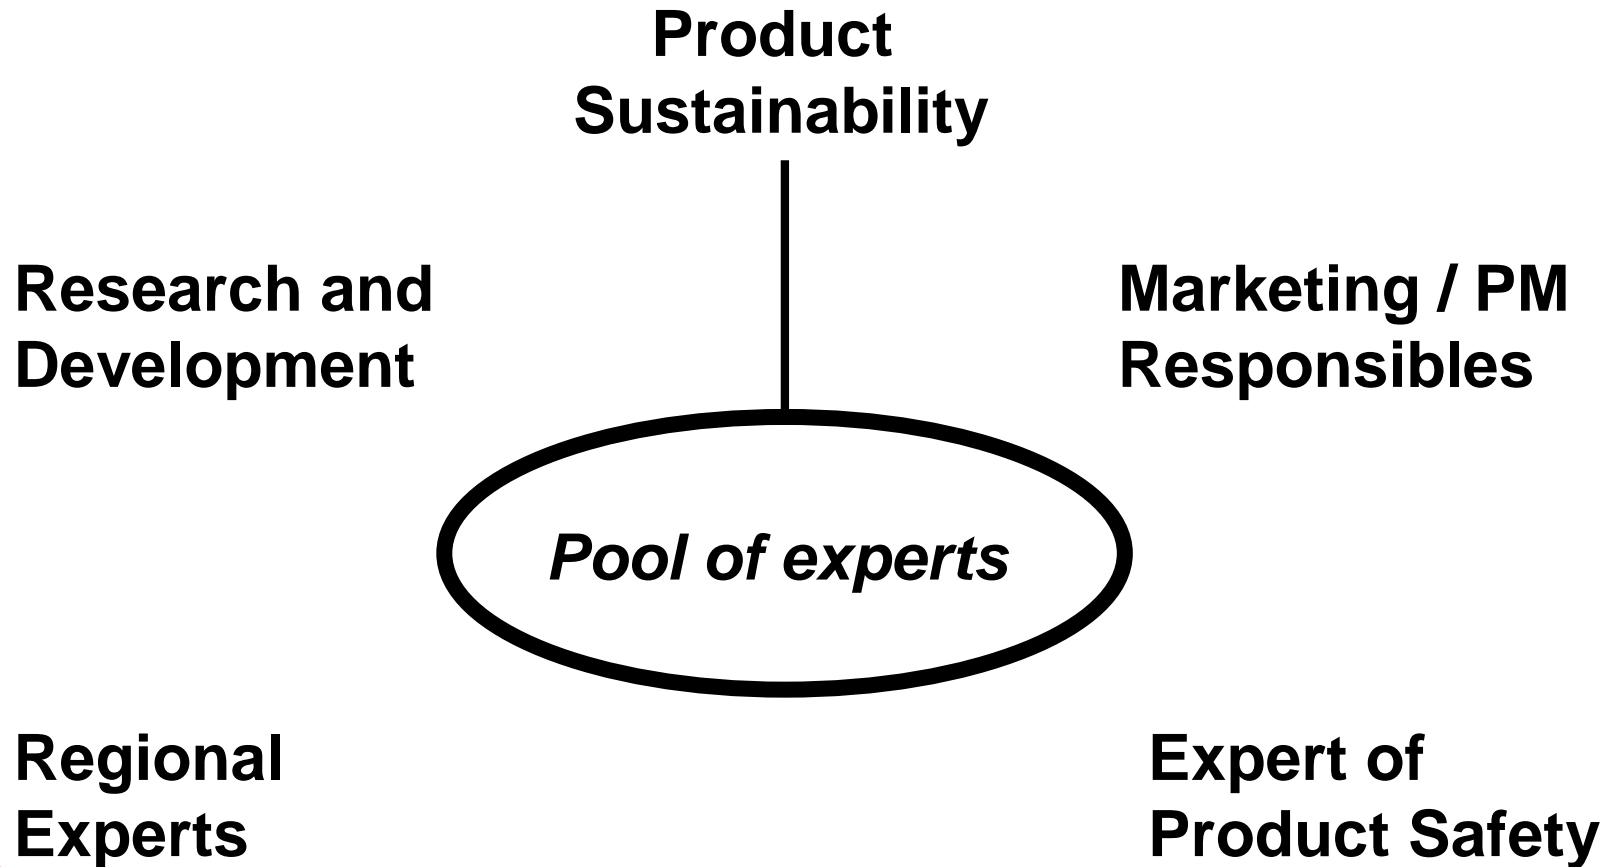 Product
Sustainability
Research and
Development
Marketing / PM
Responsibles
Pool of experts
Regional
Experts
Expert of
Product Safety